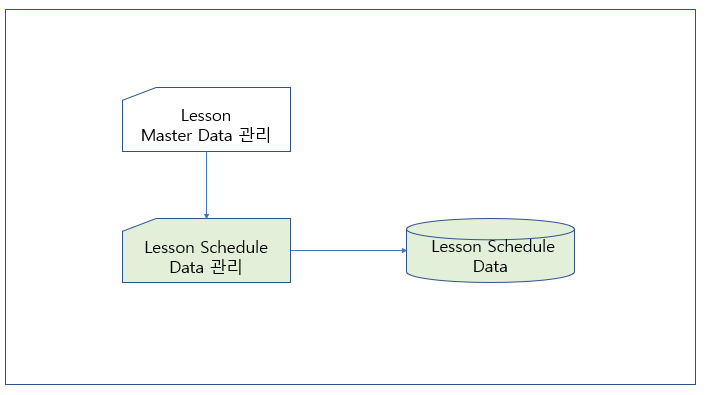 Lesson
Master Data 관리
Lesson Schedule
Data 관리
Lesson Schedule
Data